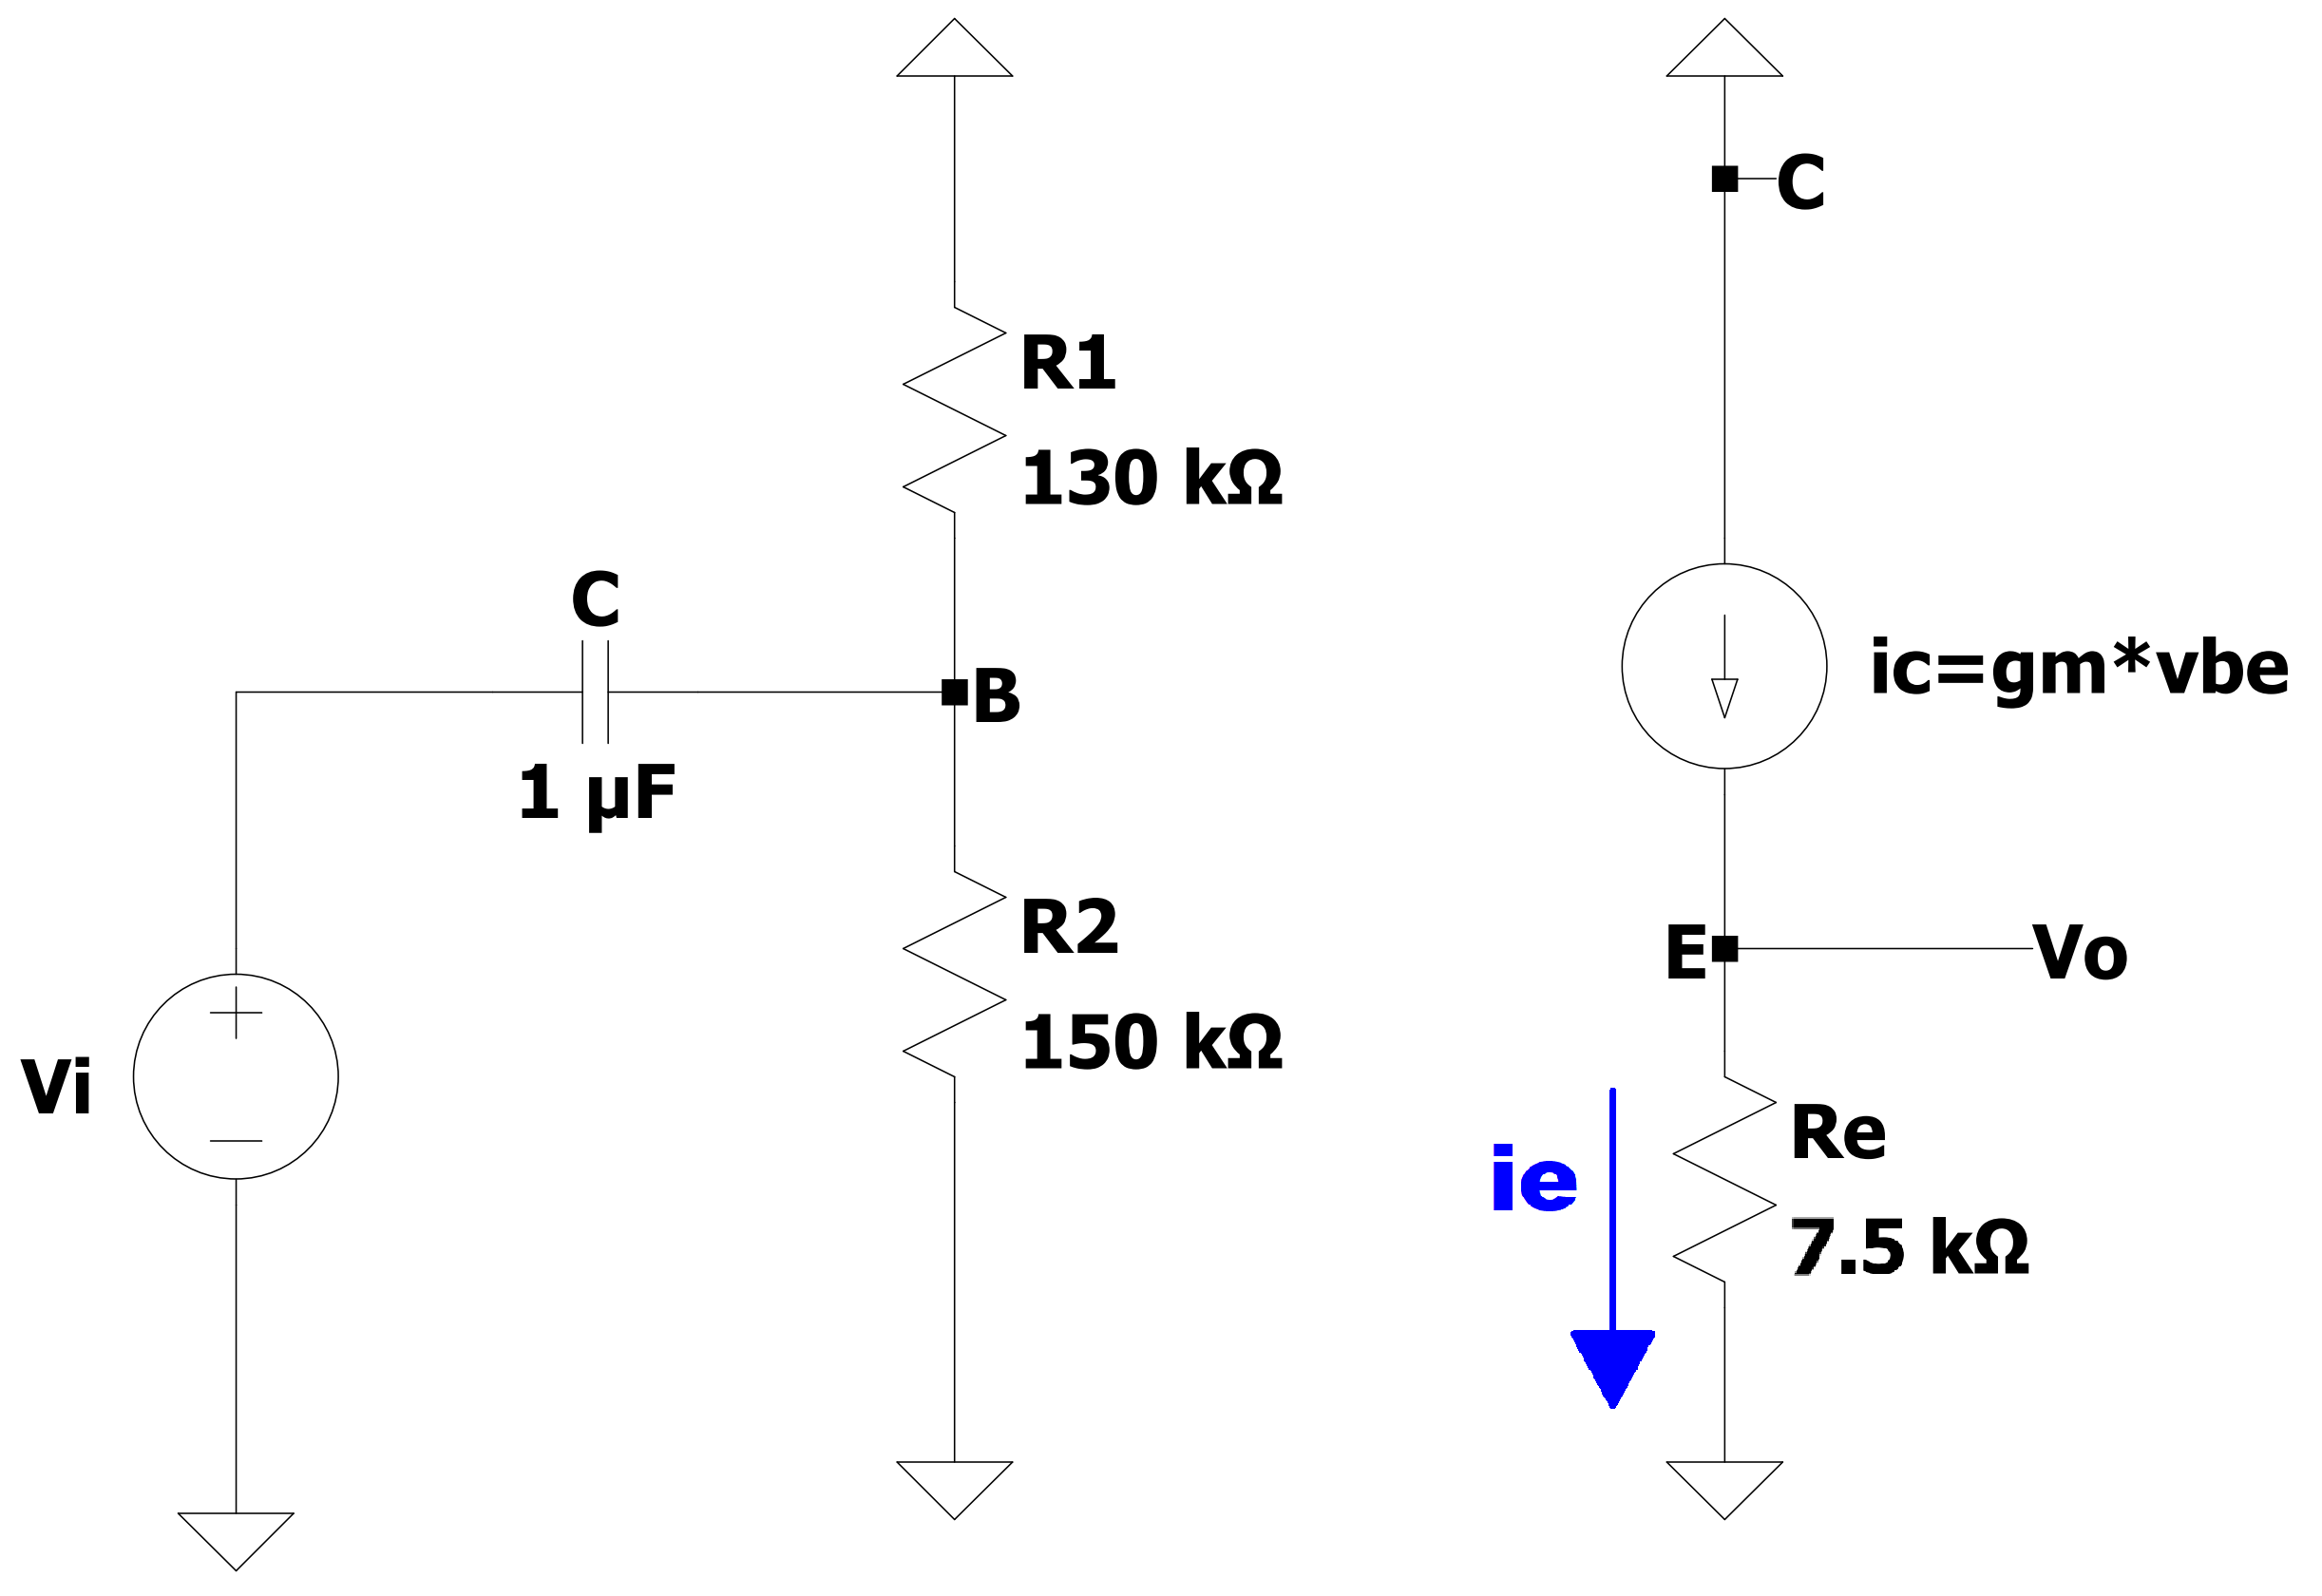 C
R1
130 kΩ
C
1 µF
B
ic=gm*vbe
R2
150 kΩ
E
Vo
Vi
ie
Re
7.5 kΩ